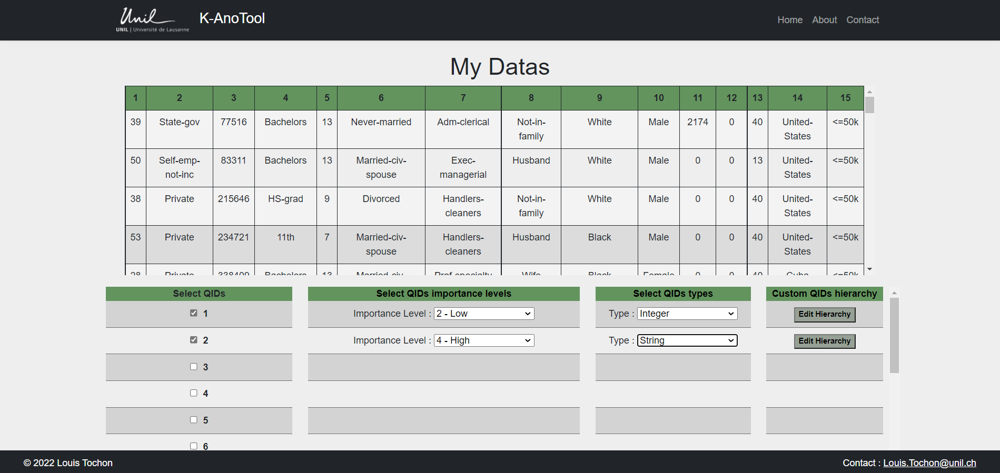 Unil
UNIL | Université de Lausanne
K-AnoTool
Home About Contact
My Datas
1 2 3 4 5 6 7 8 9 10 11 12 13 14 15
39 State-gov 77516 Bachelors 13 Never-married Adm-clerical Not-in-family White Male 2174 0 40 United-States <=50k
50 Self-emp-not-inc 83311 Bachelors 13 Married-civ-spouse Exec-managerial Husband White Male 0 0 13 United-States <=50k
38 Private 215646 HS-grad 9 Divorced Handlers-cleaners Not-in-family White Male 0 0 40 United-States <=50k
53 Private 234721 11th 7 Married-civ-spouse Handlers-cleaners Husband Black Male 0 0 40 United-States <=50k
28 Private 338409 Bachelors 13 Married-civ- Prof-specialty Wife Black Female 0 0 40 Cuba <=50k
Select QIDs Select QIDs importance levels Select QIDs types Custom QIDs hierarchy
1 Importance Level : 2 - Low Type : Integer Edit Hierarchy
2 Importance Level : 4 - High Type : String Edit Hierarchy
3
4
5
6
© 2022 Louis Tochon Contact : Louis.Tochon@unil.ch